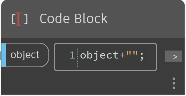 [ ] Code Block
object
1 object+"";
>